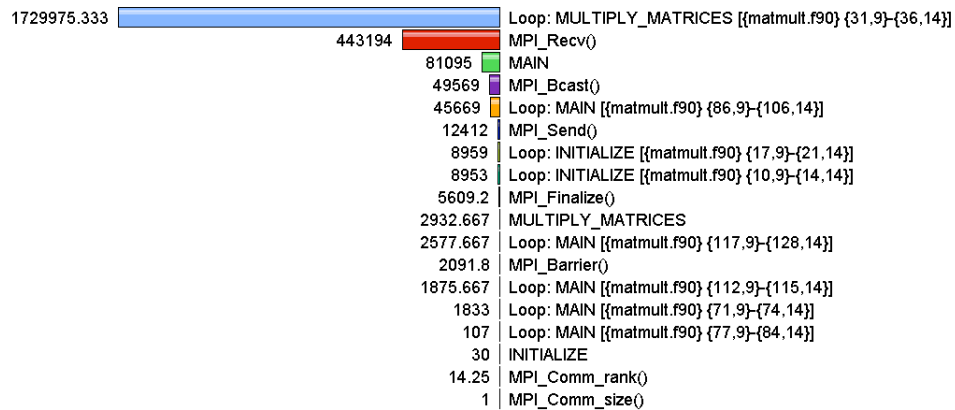 1729975.333 Loop: MULTIPLY_MATRICES [{matmult.f90} {31,9}-{36,14}]
443194 MPI_Recv()
81095 MAIN
49569 MPI_Bcast()
45669 Loop: MAIN [{matmult.f90} {86,9}-{106,14}]
12412 MPI_Send()
8959 Loop: INITIALIZE [{matmult.f90} {17,9}-{21,14}]
8953 Loop: INITIALIZE [{matmult.f90} {10,9}-{14,14}]
5609.2 MPI_Finalize()
2932.667 MULTIPLY_MATRICES
2577.667 Loop: MAIN [{matmult.f90} {117,9}-{128,14}]
2091.8 MPI_Barrier()
1875.667 Loop: MAIN [{matmult.f90} {112,9}-{115,14}]
1833 Loop: MAIN [{matmult.f90} {71,9}-{74,14}]
107 Loop: MAIN [{matmult.f90} {77,9}-{84,14}]
30 INITIALIZE
14.25 MPI_Comm_rank()
1 MPI_Comm_size()